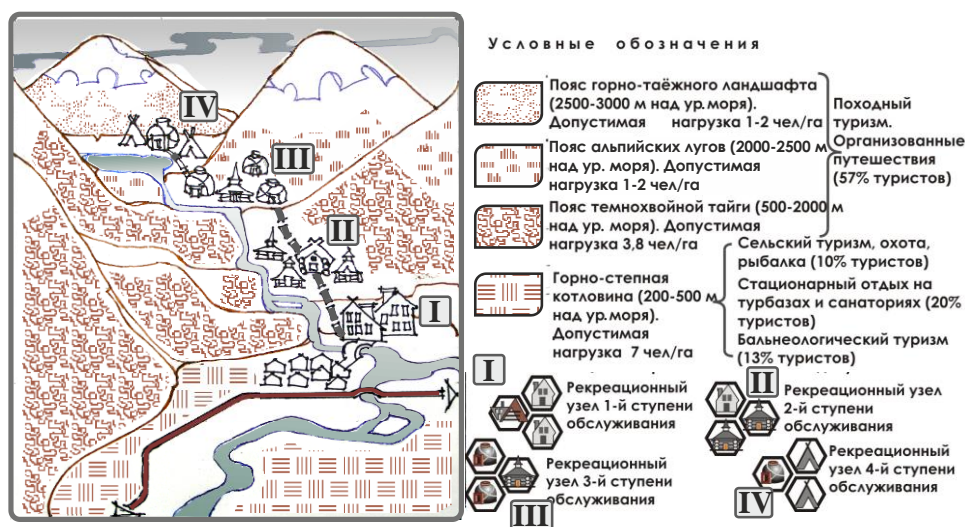 IV
III
II
I
Условные обозначения
Пояс горно-таёжного ландшафта
(2500-3000 м над ур. моря).
Допустимая нагрузка 1-2 чел/га
Пояс альпийских лугов (2000-2500 м
над ур. моря). Допустимая
нагрузка 1-2 чел/га
Пояс темнохвойной тайги (500-2000 м
над ур. моря). Допустимая
нагрузка 3,8 чел/га
Горно-степная
котловина (200-500 м
над ур. моря).
Допустимая
нагрузка 7 чел/га
Походный
туризм.
Организованные
путешествия
(57% туристов)
Сельский туризм, охота,
рыбалка (10% туристов)
Стационарный отдых на
турбазах и санаториях (20%
туристов)
Бальнеологический туризм
(13% туристов)
I
Рекреационный
узел 1-й ступени
обслуживания
II
Рекреационный узел
2-й ступени
обслуживания
Рекреационный
узел 3-й ступени
обслуживания
III
Рекреационный
узел 4-й ступени
обслуживания
IV